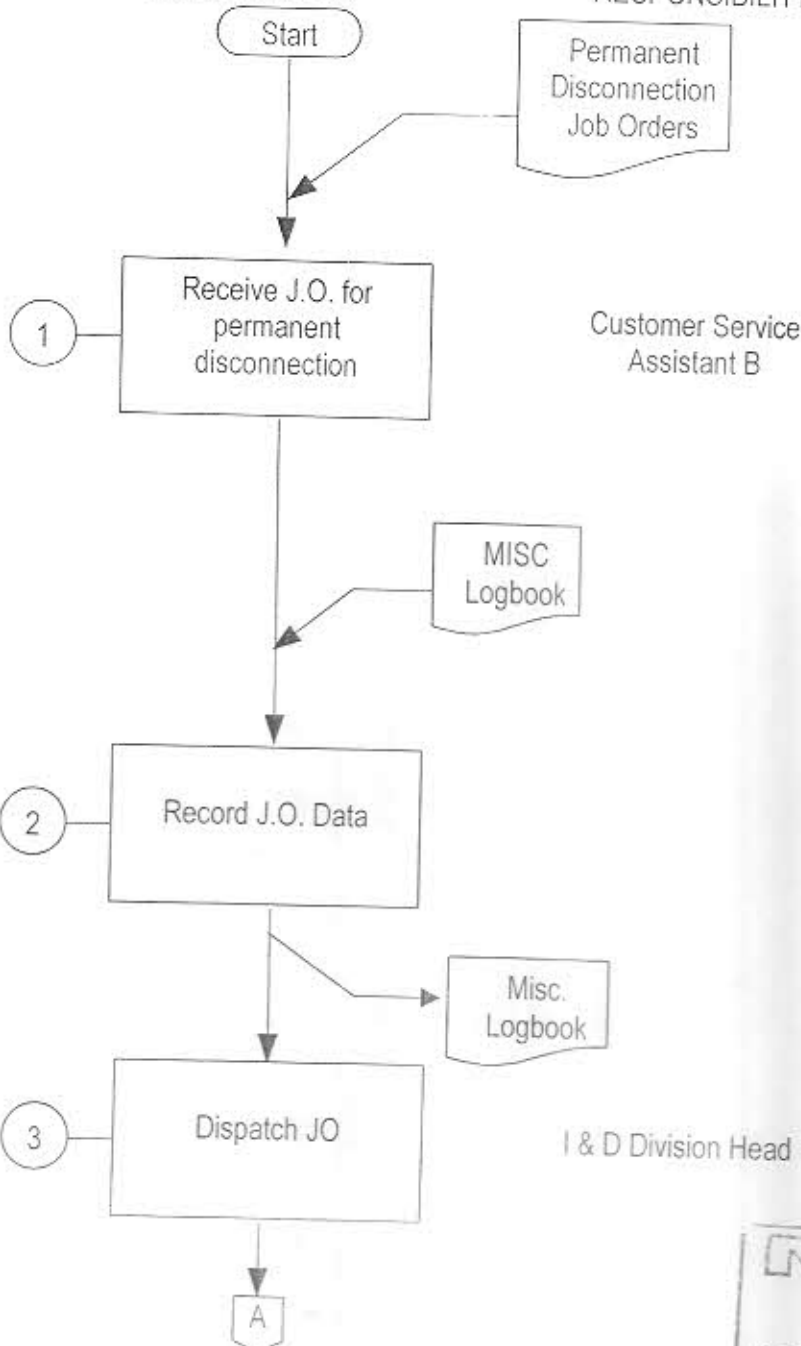 Start
Permanent
Disconnection
Job Orders
1
Receive J.O. for
permanent
disconnection
Customer Service
Assistant B
MISC
Logbook
2
Record J.O. Data
Misc.
Logbook
3
Dispatch JO
I & D Division Head
A